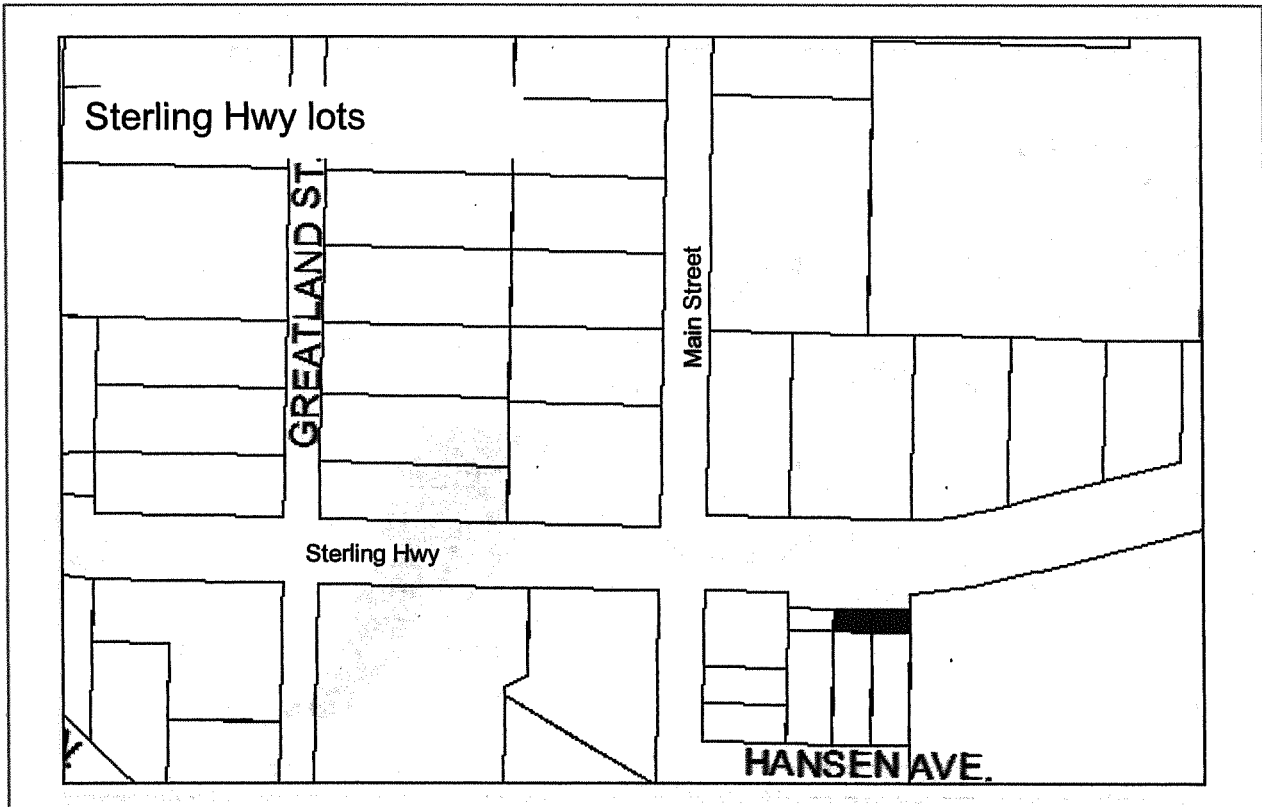 Sterling Hwy lots
GREATLAND ST.
Main Street
Sterling Hwy
HANSEN AVE.